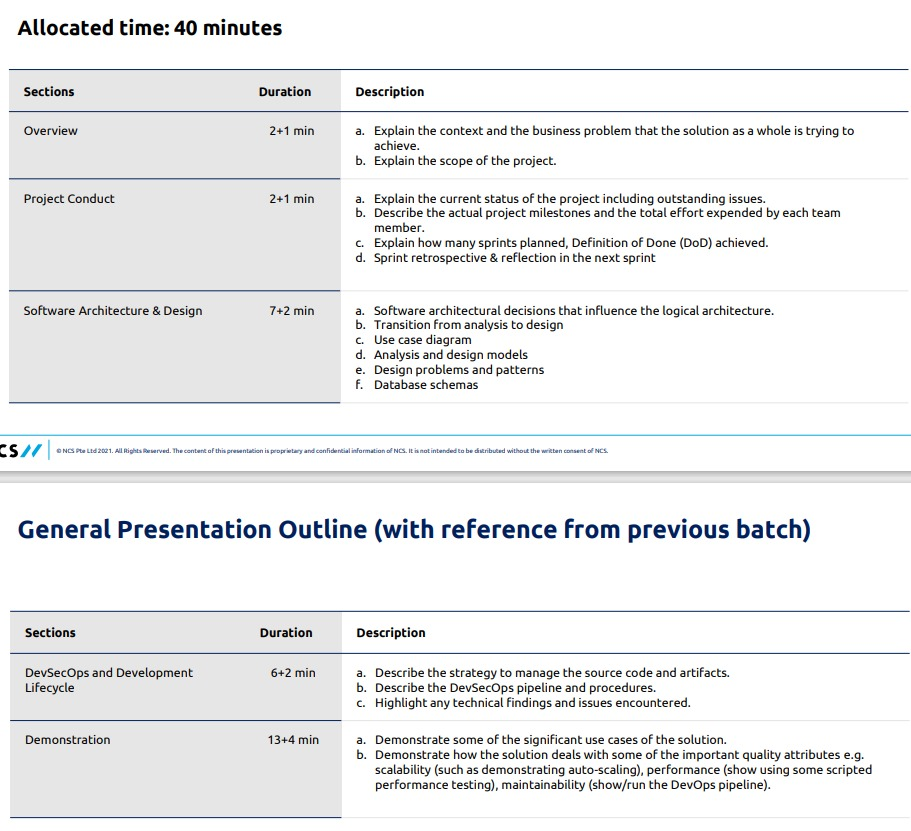 Allocated time: 40 minutes
Sections Duration Description
Overview 2+1 min a. Explain the context and the business problem that the solution as a whole is trying to
achieve.
b. Explain the scope of the project.
Project Conduct 2+1 min a. Explain the current status of the project including outstanding issues.
b. Describe the actual project milestones and the total effort expended by each team
member.
c. Explain how many sprints planned, Definition of Done (DoD) achieved.
d. Sprint retrospective & reflection in the next sprint
Software Architecture & Design 7+2 min a. Software architectural decisions that influence the logical architecture.
b. Transition from analysis to design
c. Use case diagram
d. Analysis and design models
e. Design problems and patterns
f. Database schemas
CS © NCS Pte Ltd 2021. All Rights Reserved. The content of this presentation is proprietary and confidential information of NCS. It is not intended to be distributed without the written consent of NCS.
General Presentation Outline (with reference from previous batch)
Sections Duration Description
DevSecOps and Development 6+2 min a. Describe the strategy to manage the source code and artifacts.
Lifecycle b. Describe the DevSecOps pipeline and procedures.
c. Highlight any technical findings and issues encountered.
Demonstration 13+4 min a. Demonstrate some of the significant use cases of the solution.
b. Demonstrate how the solution deals with some of the important quality attributes e.g.
scalability (such as demonstrating auto-scaling), performance (show using some scripted
performance testing), maintainability (show/run the DevOps pipeline).